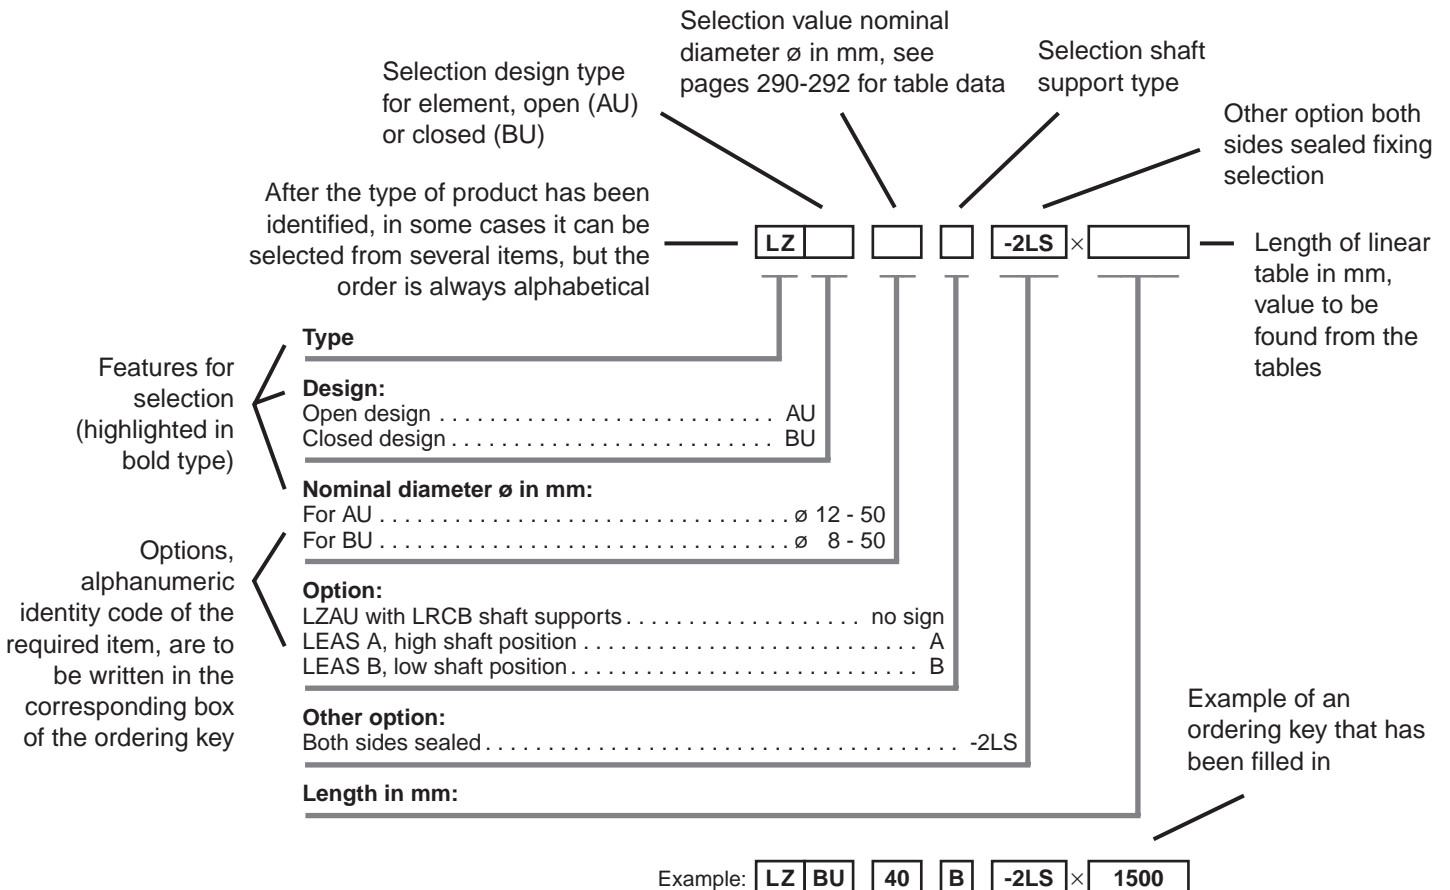 Selection value nominal
diameter ø in mm, see
pages 290-292 for table data
Selection shaft
support type
Selection design type
for element, open (AU)
or closed (BU)
Other option both
sides sealed fixing
selection
After the type of product has been
identified, in some cases it can be
selected from several items, but the
order is always alphabetical
LZ -2LS ×
Length of linear
table in mm,
value to be
found from the
tables
Features for
selection
(highlighted in
bold type)
Type
Design:
Open design . . . . . . . . . . . . . . . . . . . . . . . . . . . AU
Closed design . . . . . . . . . . . . . . . . . . . . . . . . . . BU
Nominal diameter ø in mm:
For AU . . . . . . . . . . . . . . . . . . . . . . . . . . . . . . . . . ø 12 - 50
For BU . . . . . . . . . . . . . . . . . . . . . . . . . . . . . . . . . ø 8 - 50
Options,
alphanumeric
identity code of the
required item, are to
be written in the
corresponding box
of the ordering key
Option:
LZAU with LRCB shaft supports . . . . . . . . . . . . . . . . . . . no sign
LEAS A, high shaft position . . . . . . . . . . . . . . . . . . . . . . . . . . . A
LEAS B, low shaft position . . . . . . . . . . . . . . . . . . . . . . . . . . . . B
Other option:
Both sides sealed . . . . . . . . . . . . . . . . . . . . . . . . . . . . . . . . . . . . . . -2LS
Length in mm:
Example of an
ordering key that has
been filled in
Example: LZ BU 40 B -2LS × 1500